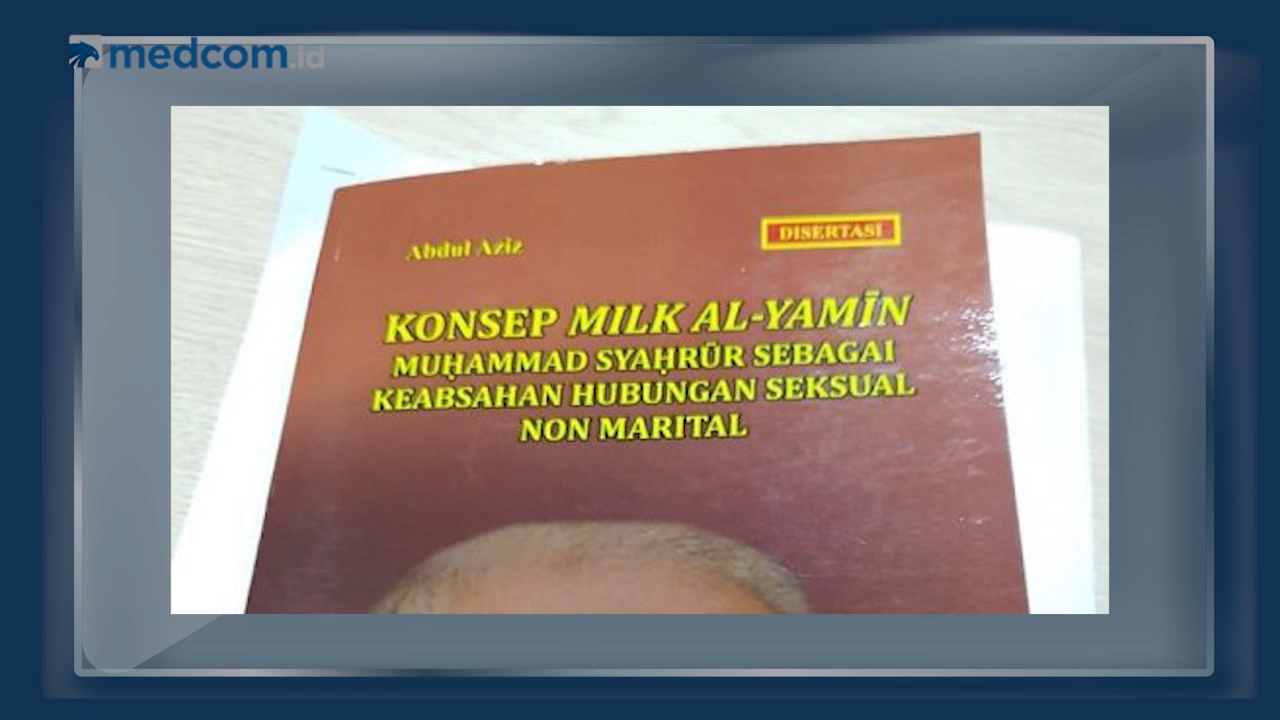 medcom.id
Abdul Aziz
DISERTASI
KONSEP MILK AL-YAMĪN
MUḤAMMAD SYAḤRŪR SEBAGAI
KEABSAHAN HUBUNGAN SEKSUAL
NON MARITAL